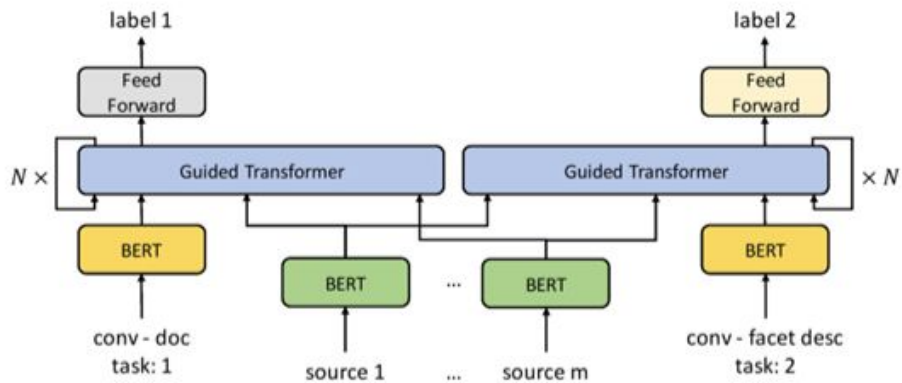 label 1
label 2
Feed
Forward
Feed
Forward
N ×
Guided Transformer
Guided Transformer
× N
BERT
BERT
BERT
...
BERT
conv - doc
task: 1
conv - facet desc
task: 2
source 1
...
source m